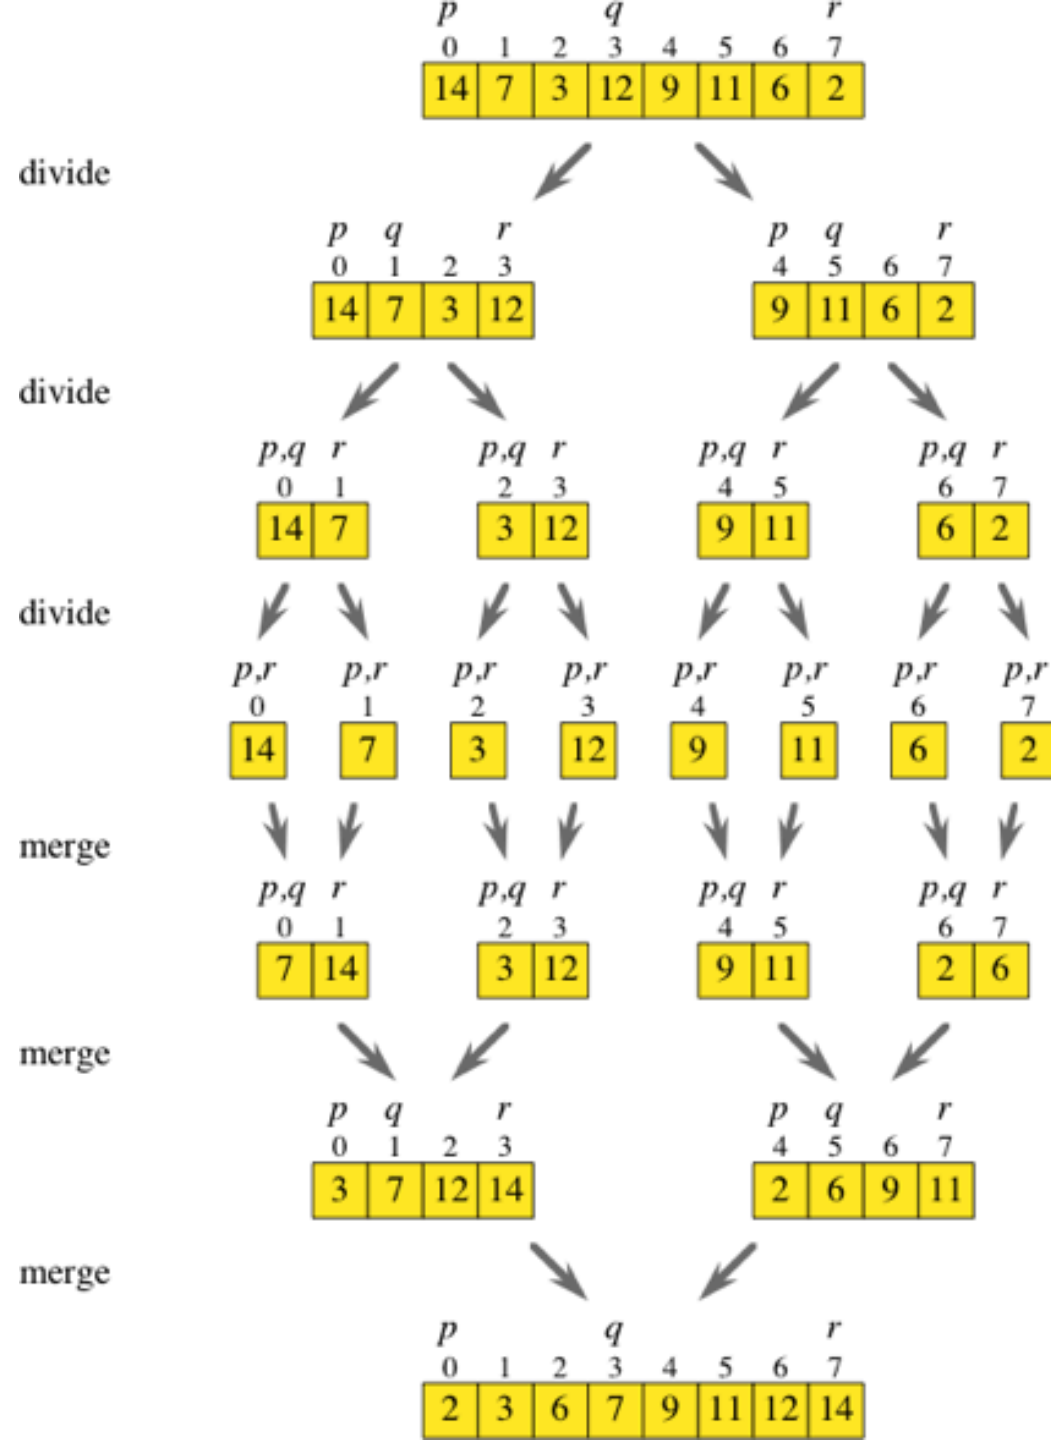 p q r
0 1 2 3 4 5 6 7
14 7 3 12 9 11 6 2
divide
p q r p q r
0 1 2 3 4 5 6 7
14 7 3 12 9 11 6 2
divide
p,q r p,q r p,q r p,q r
0 1 2 3 4 5 6 7
14 7 3 12 9 11 6 2
divide
p,r p,r p,r p,r p,r p,r p,r p,r
0 1 2 3 4 5 6 7
14 7 3 12 9 11 6 2
merge
p,q r p,q r p,q r p,q r
0 1 2 3 4 5 6 7
7 14 3 12 9 11 2 6
merge
p q r p q r
0 1 2 3 4 5 6 7
3 7 12 14 2 6 9 11
merge
p q r
0 1 2 3 4 5 6 7
2 3 6 7 9 11 12 14